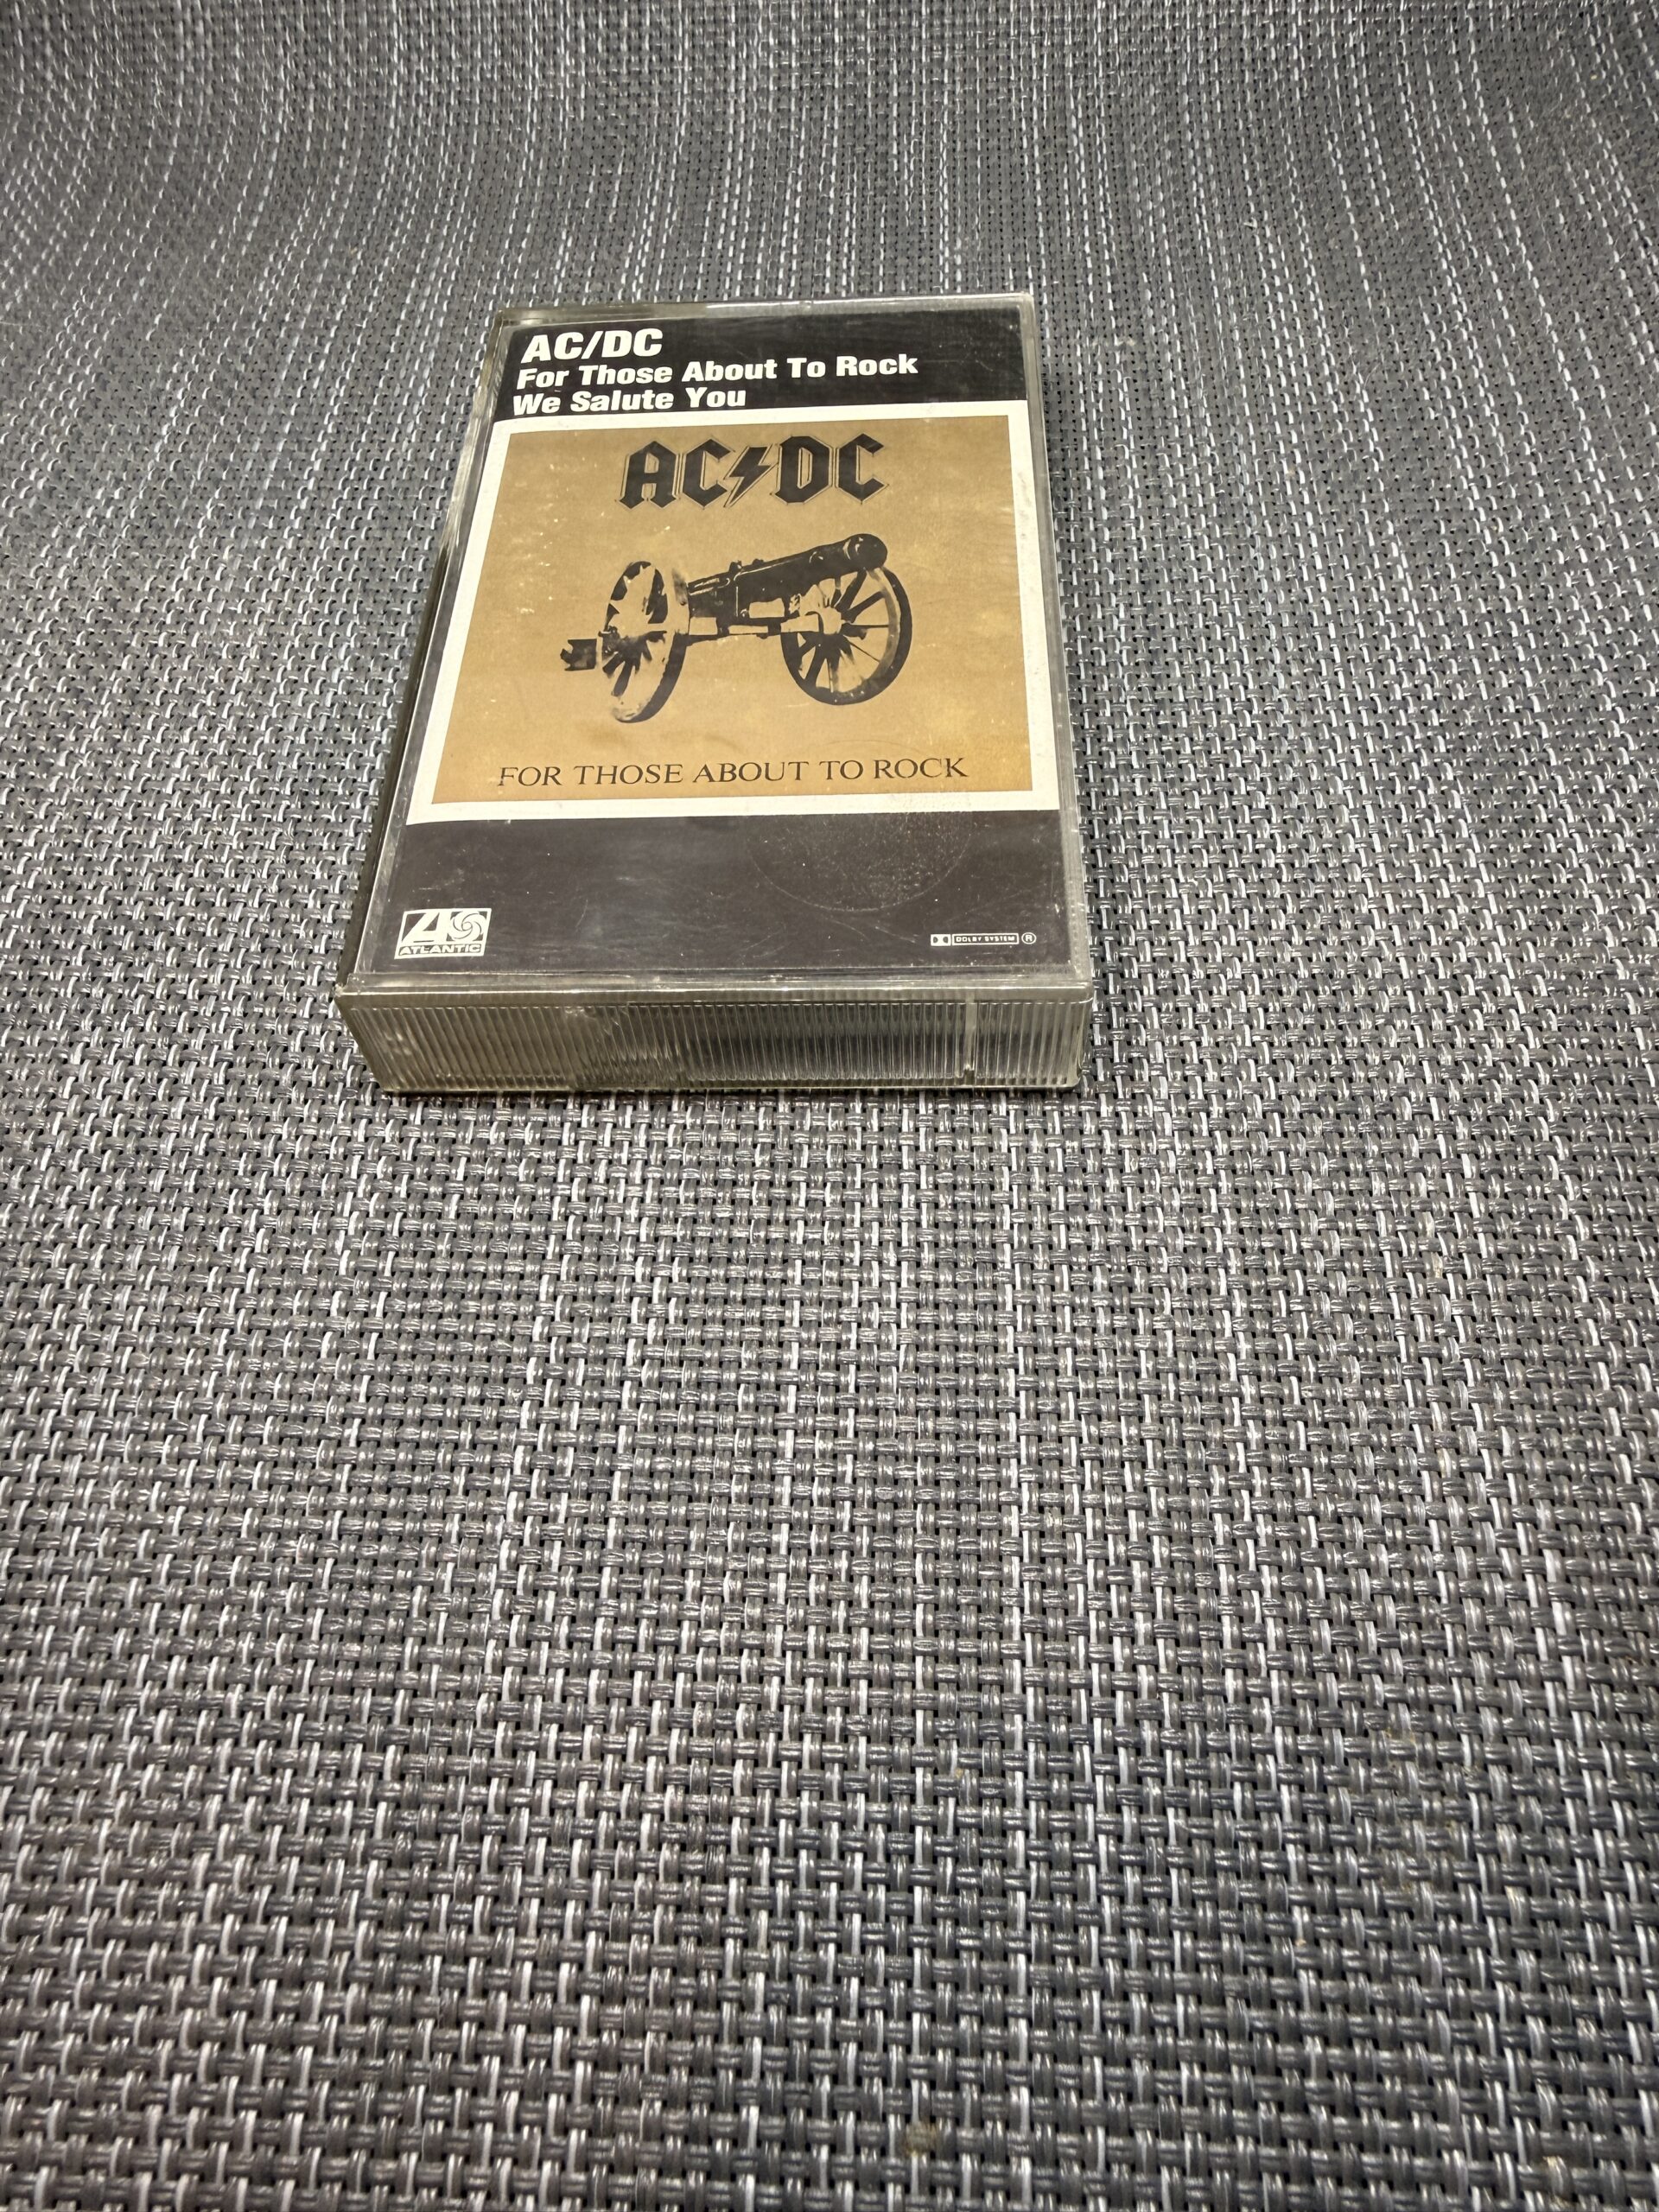 AC/DC
For Those About To Rock
We Salute You
AC⚡DC
FOR THOSE ABOUT TO ROCK
ATLANTIC
DOLBY SYSTEM ®